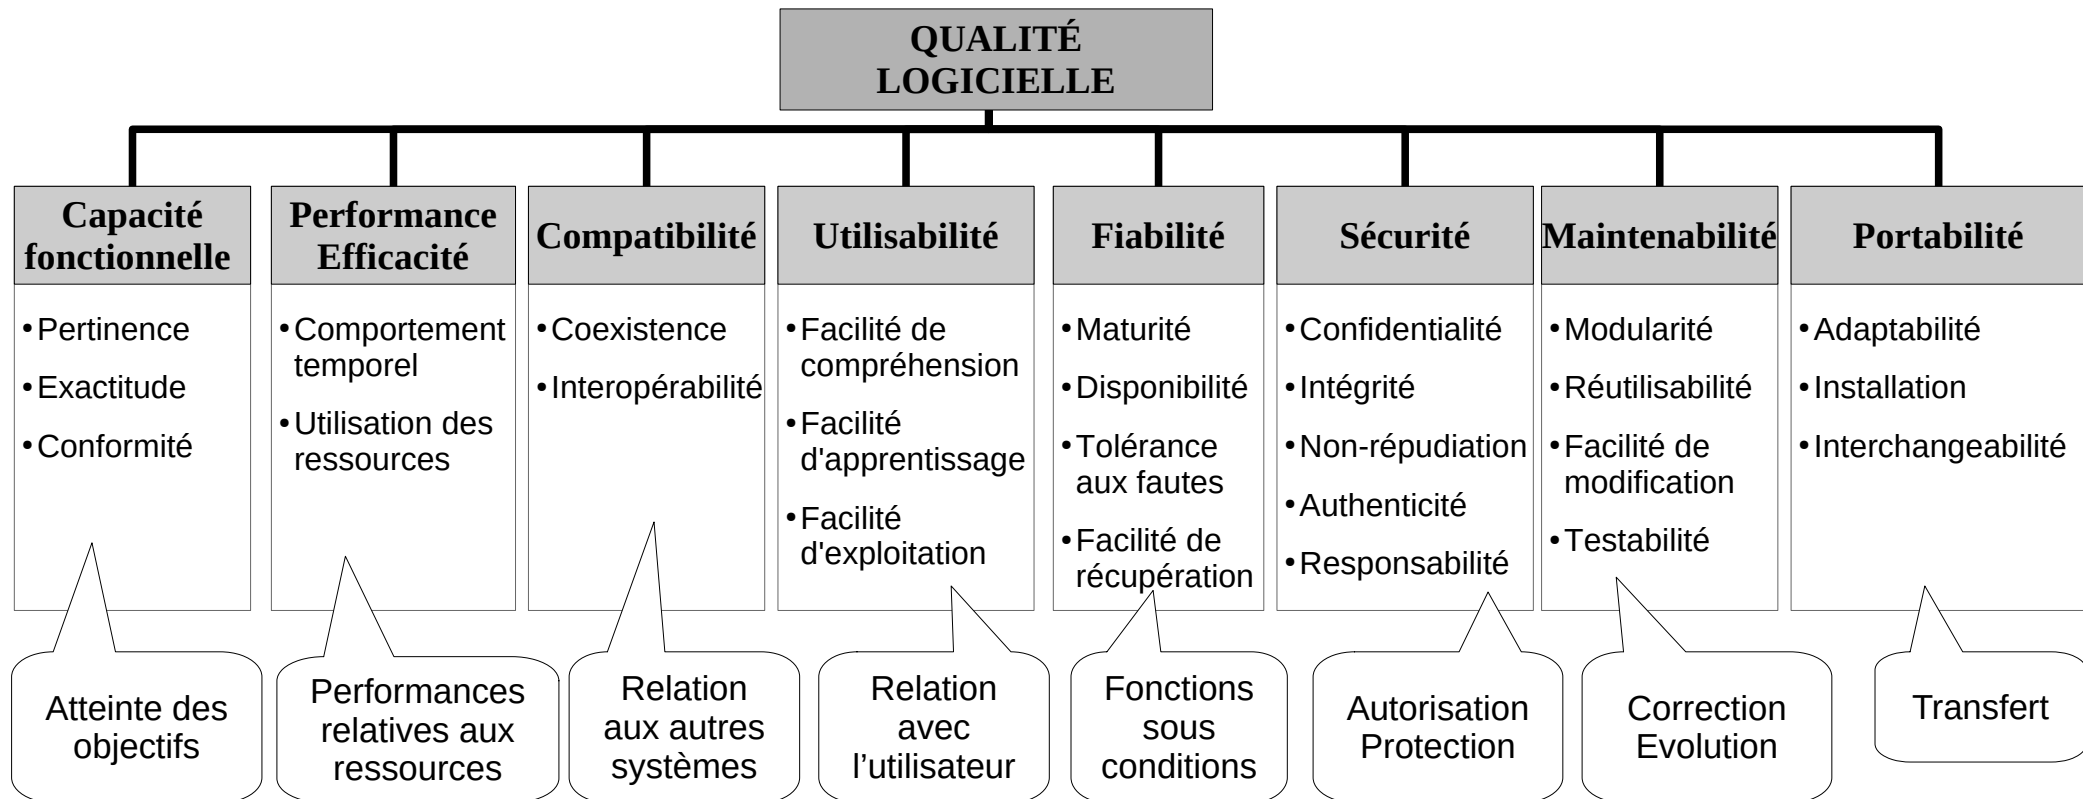 QUALITÉ
LOGICIELLE
Capacité
fonctionnelle
Performance
Efficacité
Compatibilité
Utilisabilité
Fiabilité
Sécurité
Maintenabilité
Portabilité
•Pertinence
•Exactitude
•Conformité
•Comportement
temporel
•Utilisation des
ressources
•Coexistence
•Interopérabilité
•Facilité de
compréhension
•Facilité
d'apprentissage
•Facilité
d'exploitation
•Maturité
•Disponibilité
•Tolérance
aux fautes
•Facilité de
récupération
•Confidentialité
•Intégrité
•Non-répudiation
•Authenticité
•Responsabilité
•Modularité
•Réutilisabilité
•Facilité de
modification
•Testabilité
•Adaptabilité
•Installation
•Interchangeabilité
Atteinte des
objectifs
Performances
relatives aux
ressources
Relation
aux autres
systèmes
Relation
avec
l’utilisateur
Fonctions
sous
conditions
Autorisation
Protection
Correction
Evolution
Transfert